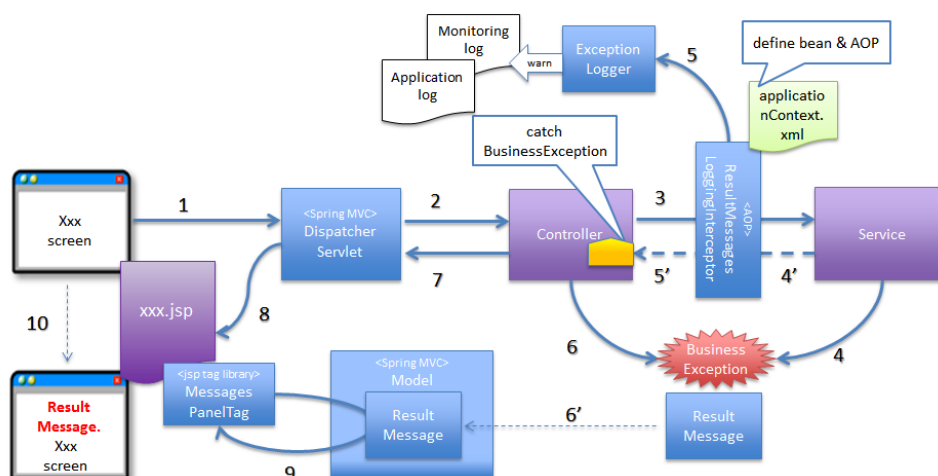 Monitoring
log
Application
log
warn
Exception
Logger
5
define bean & AOP
applicatio
nContext.
xml
catch
BusinessException
Xxx
screen
1
<Spring MVC>
Dispatcher
Servlet
2
7
Controller
3
5'
<AOP>
ResultMessages
LoggingInterceptor
4'
Service
10
xxx.jsp
8
6
Business
Exception
4
<jsp tag library>
Messages
PanelTag
<Spring MVC>
Model
Result
Message
6'
Result
Message
Result
Message.
Xxx
screen
9